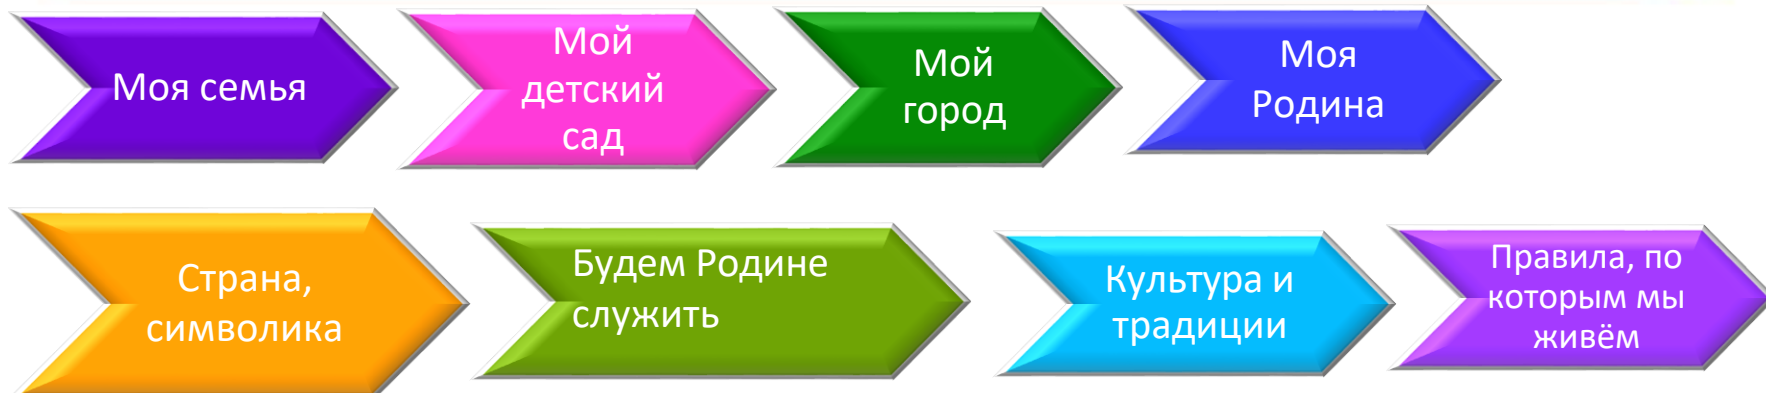 Моя семья
Мой
детский
сад
Мой
город
Моя
Родина
Страна,
символика
Будем Родине
служить
Культура и
традиции
Правила, по
которым мы
живём